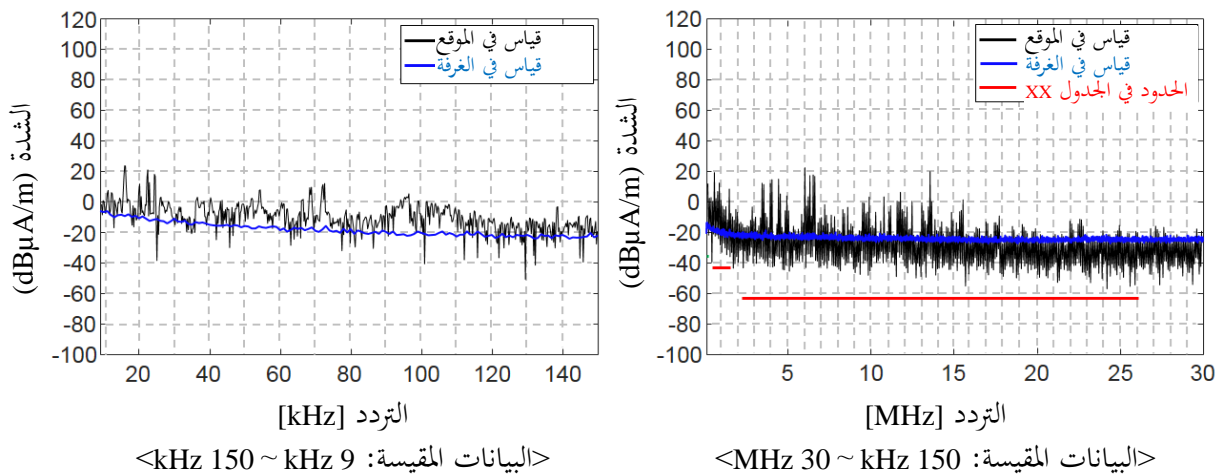 120
100
80
60
40
20
0
-20
-40
-60
-80
-100
الشدة (dBµA/m)
قياس في الموقع
قياس في الغرفة
20 40 60 80 100 120 140
التردد [kHz]
<البيانات المقيسة: 9 kHz ~ 150 kHz>
120
100
80
60
40
20
0
-20
-40
-60
-80
-100
الشدة (dBµA/m)
قياس في الموقع
قياس في الغرفة
الحدود في الجدول xx
5 10 15 20 25 30
التردد [MHz]
<البيانات المقيسة: 150 kHz ~ 30 MHz>